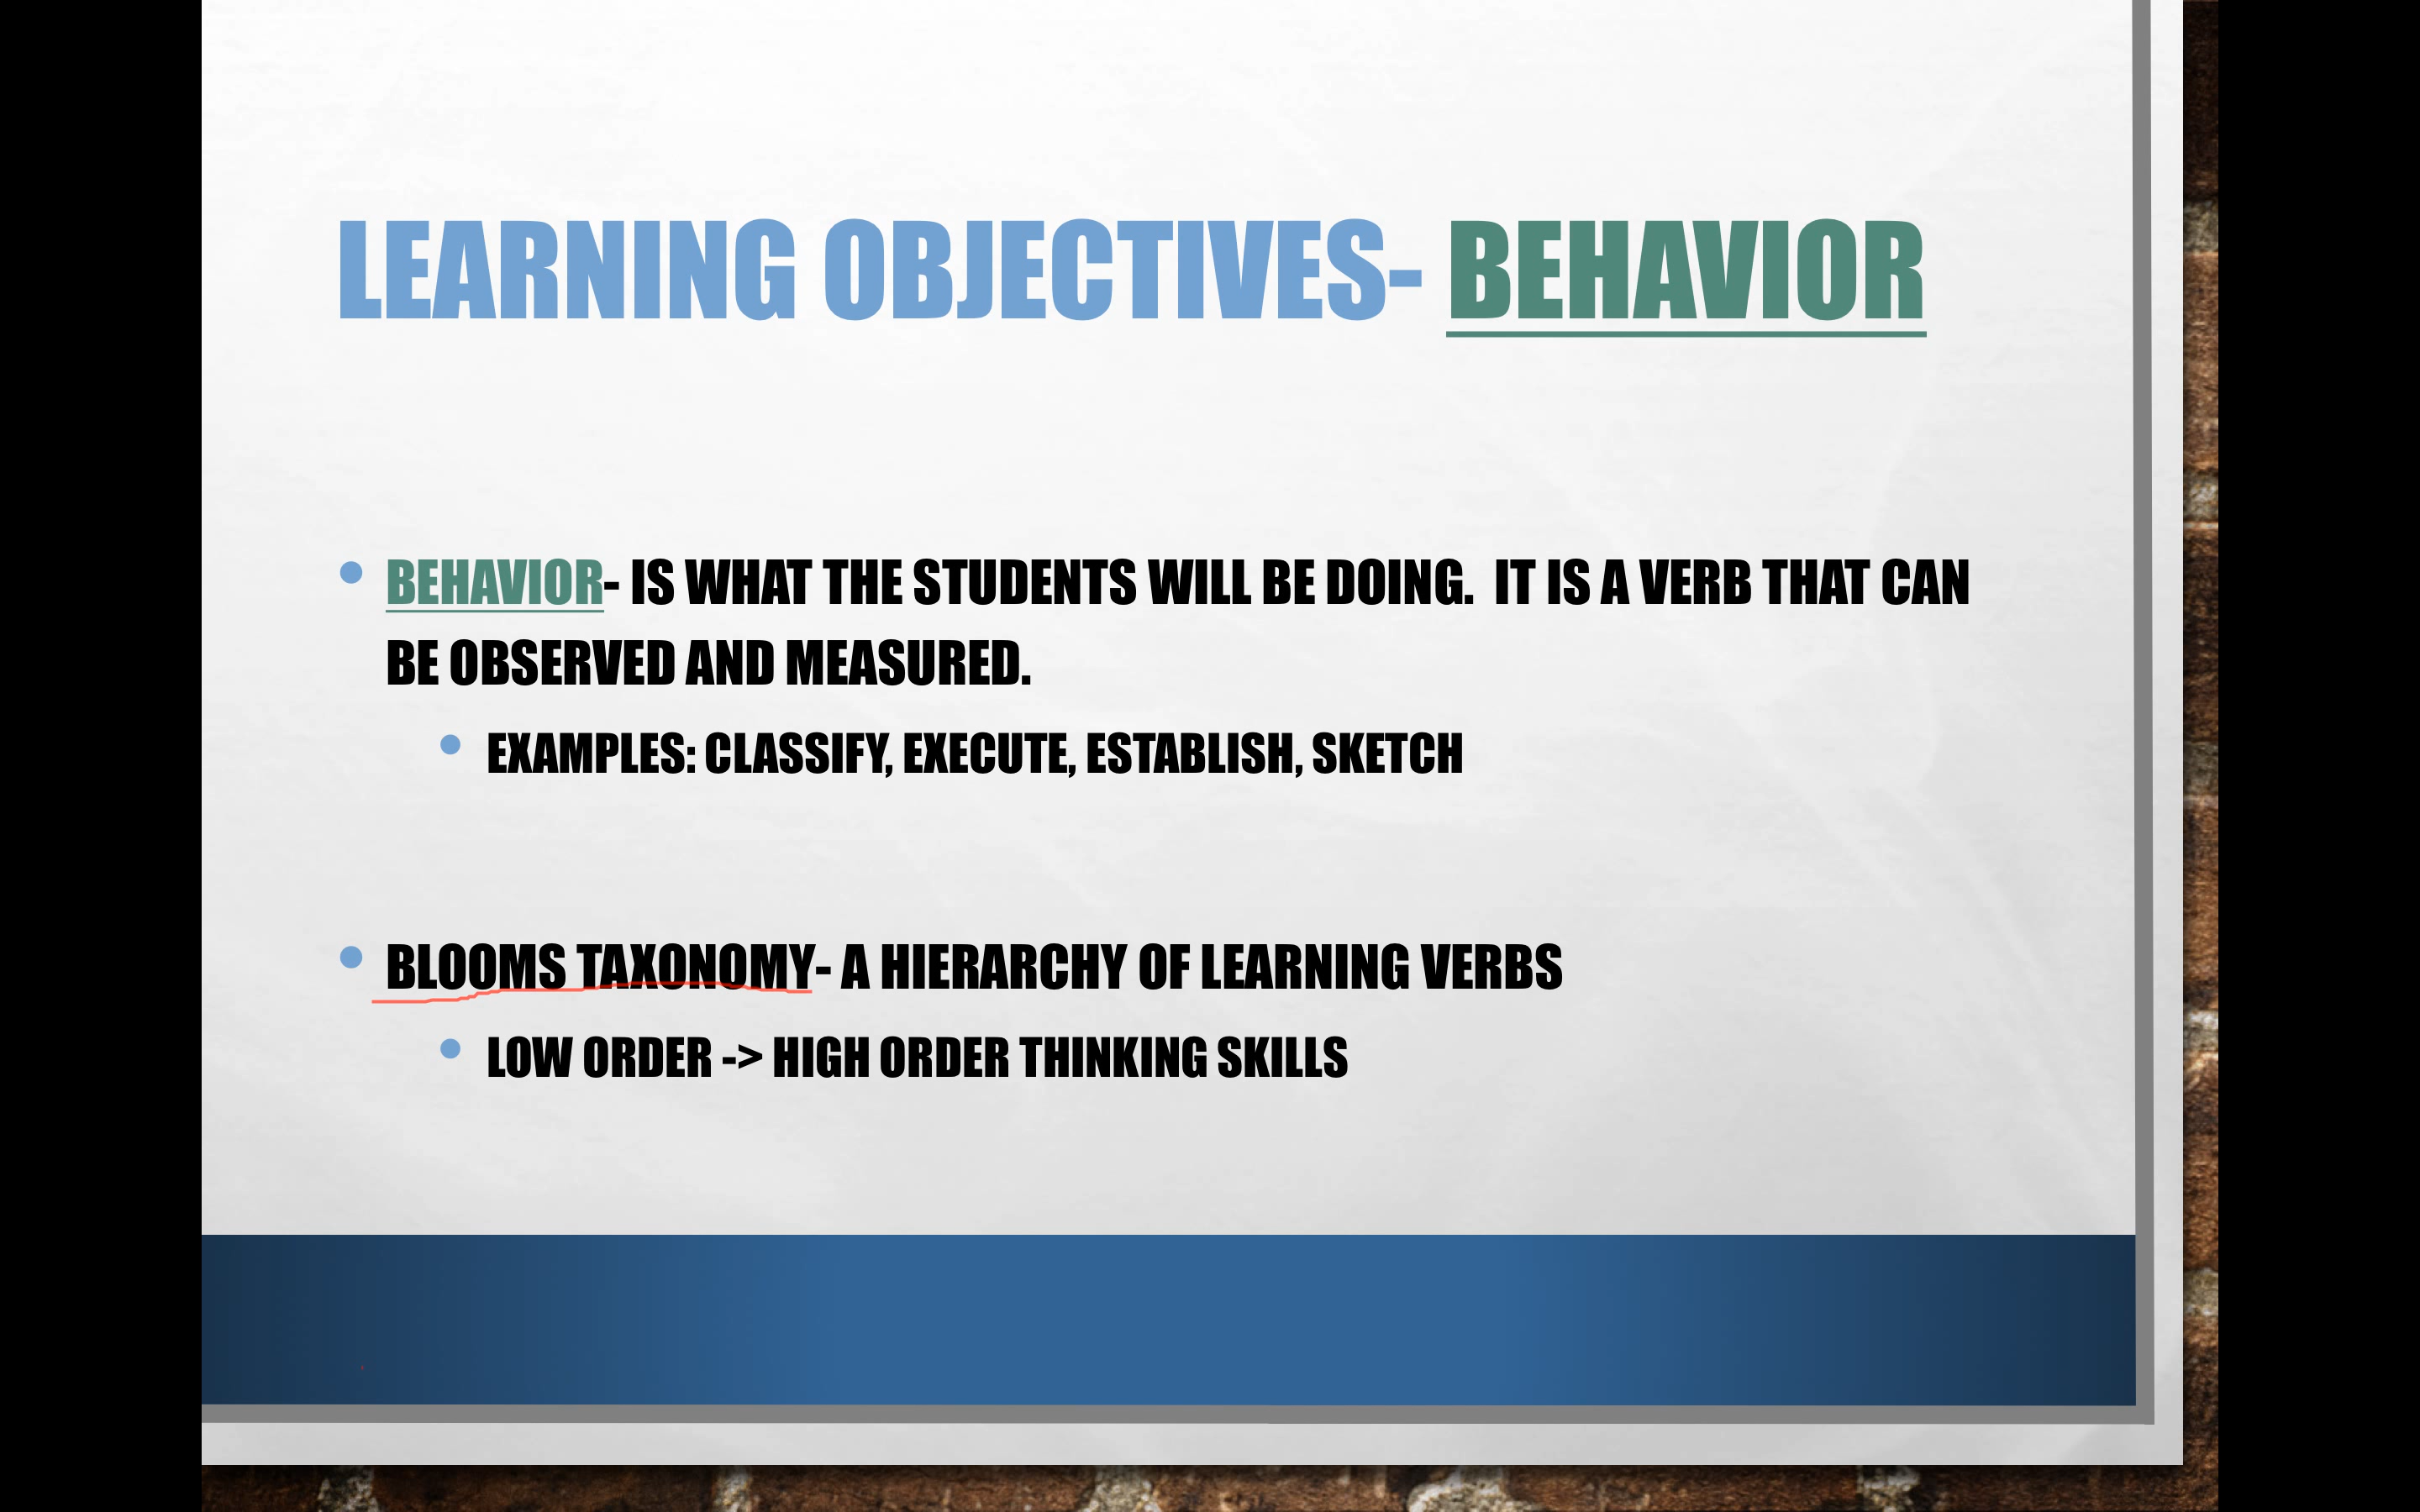 LEARNING OBJECTIVES- BEHAVIOR
BEHAVIOR- IS WHAT THE STUDENTS WILL BE DOING.  IT IS A VERB THAT CAN
BE OBSERVED AND MEASURED.
EXAMPLES: CLASSIFY, EXECUTE, ESTABLISH, SKETCH
BLOOMS TAXONOMY- A HIERARCHY OF LEARNING VERBS
LOW ORDER -> HIGH ORDER THINKING SKILLS